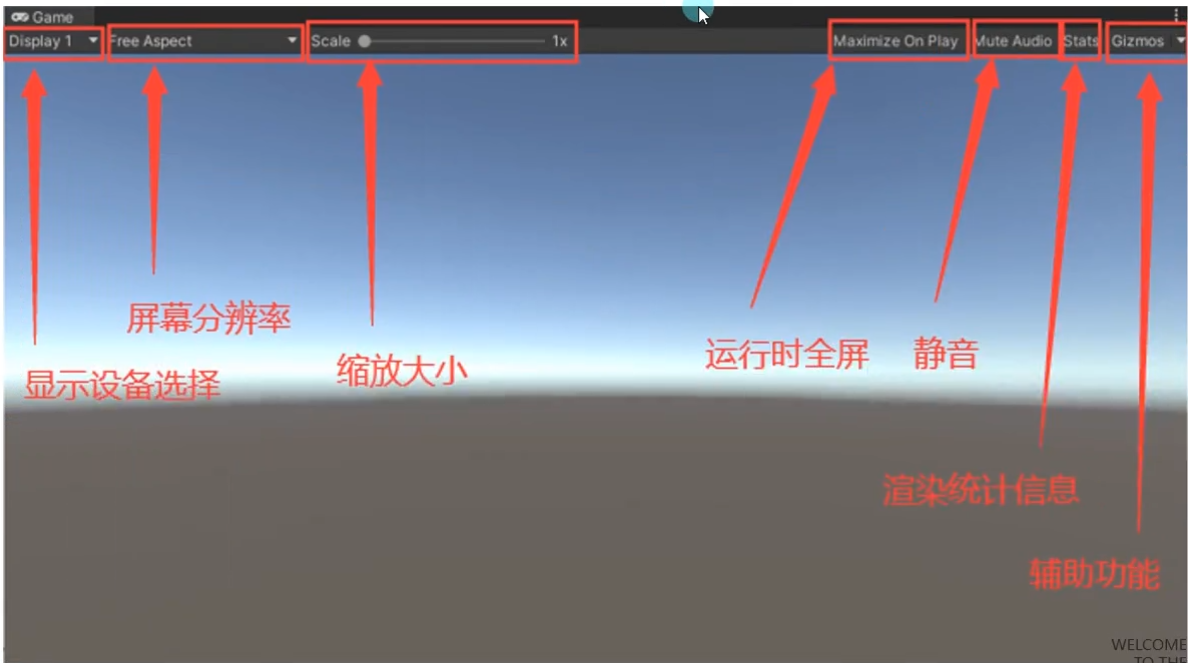 Game
Display 1
Free Aspect
Scale
1x
Maximize On Play
Mute Audio
Stats
Gizmos
屏幕分辨率
显示设备选择
缩放大小
运行时全屏
静音
渲染统计信息
辅助功能
WELCOME
TO THE